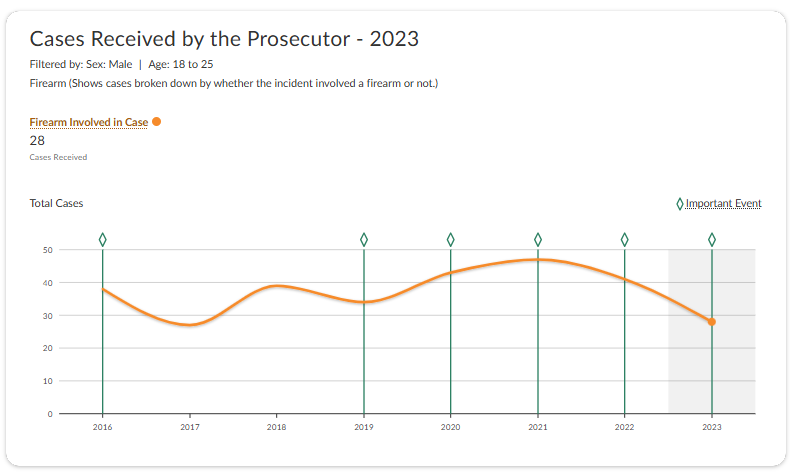 Cases Received by the Prosecutor - 2023
Filtered by: Sex: Male | Age: 18 to 25
Firearm (Shows cases broken down by whether the incident involved a firearm or not.)
Firearm Involved in Case
28
Cases Received
Total Cases
Important Event
50
40
30
20
10
0
2016 2017 2018 2019 2020 2021 2022 2023